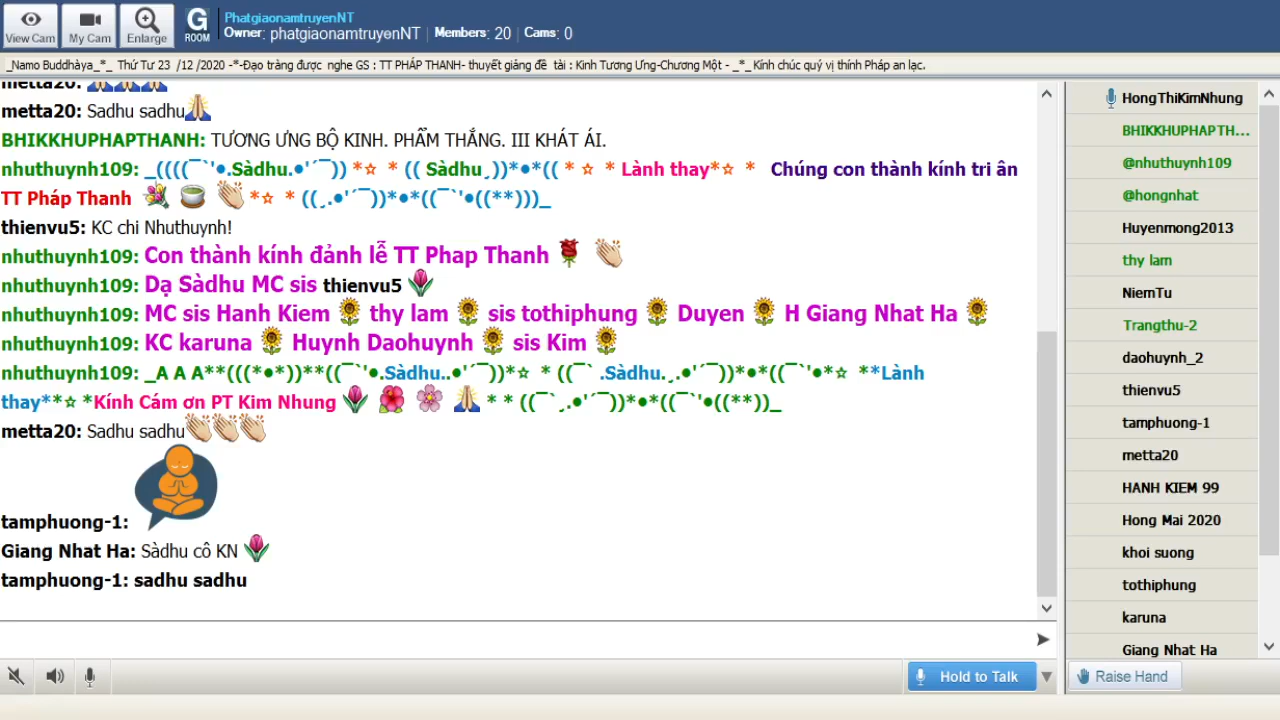 View Cam
My Cam
Enlarge
G
ROOM
PhatgiaonamtruyenNT
Owner: phatgiaonamtruyenNT | Members: 20 | Cams: 0
_Namo Buddhàya_*_ Thứ Tư 23 /12 /2020 -*-Đạo tràng được nghe GS : TT PHÁP THANH- thuyết giảng đề tài : Kinh Tương Ưng-Chương Một - _*_Kính chúc quý vị thính Pháp an lạc.
metta20: 🙏🙏🙏
metta20: Sadhu sadhu🙏
BHIKKHUPHAPTHANH: TƯƠNG ƯNG BỘ KINH. PHẨM THẮNG. III KHÁT ÁI.
nhuthuynh109: _((((¯`'•.Sàdhu.•'´¯)) *☆ * (( Sàdhu¸))*•*(( * ☆ * Lành thay*☆ * Chúng con thành kính tri ân
TT Pháp Thanh 💐 🍵 👏 *☆ * ((¸.•'´¯))*•*((¯`'•((**)))_
thienvu5: KC chi Nhuthuynh!
nhuthuynh109: Con thành kính đảnh lễ TT Phap Thanh 🌹 👏
nhuthuynh109: Dạ Sàdhu MC sis thienvu5 🌷
nhuthuynh109: MC sis Hanh Kiem 🌻 thy lam 🌻 sis tothiphung 🌻 Duyen 🌻 H Giang Nhat Ha 🌻
nhuthuynh109: KC karuna 🌻 Huynh Daohuynh 🌻 sis Kim 🌻
nhuthuynh109: _A A A**(((*•*))**((¯`'•.Sàdhu..•'´¯))*☆ * ((¯` .Sàdhu.¸.•'´¯))*•*((¯`'•*☆ **Lành
thay**☆ *Kính Cám ơn PT Kim Nhung 🌷 🌺 🌸 🙏 * * ((¯`¸.•'´¯))*•*((¯`'•((**))_
metta20: Sadhu sadhu👏👏👏
tamphuong-1:
Giang Nhat Ha: Sàdhu cô KN 🌷
tamphuong-1: sadhu sadhu
Hold to Talk
HongThiKimNhung
BHIKKHUPHAPTH...
@nhuthuynh109
@hongnhat
Huyenmong2013
thy lam
NiemTu
Trangthu-2
daohuynh_2
thienvu5
tamphuong-1
metta20
HANH KIEM 99
Hong Mai 2020
khoi suong
tothiphung
karuna
Giang Nhat Ha
Raise Hand